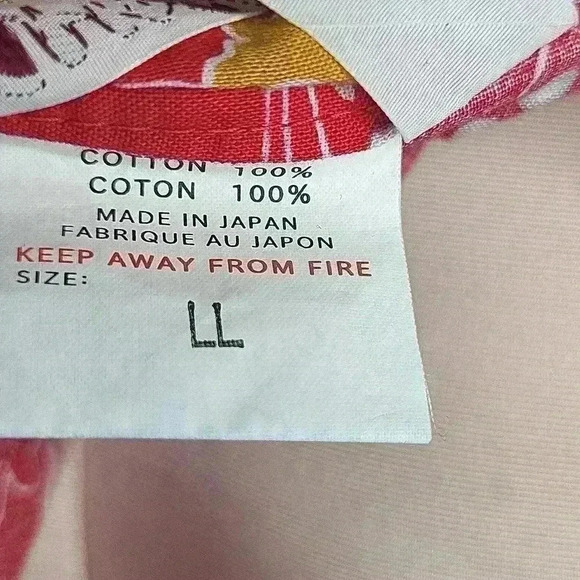 COTTON 100%
COTON 100%
MADE IN JAPAN
FABRIQUE AU JAPON
KEEP AWAY FROM FIRE
SIZE:
LL